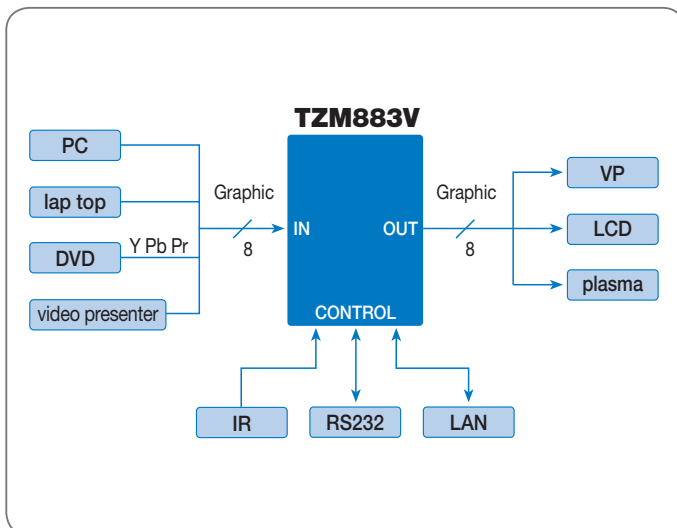 TZM883V
PC
lap top
DVD
Y Pb Pr
video presenter
Graphic
8
IN
OUT
CONTROL
Graphic
8
VP
LCD
plasma
IR
RS232
LAN